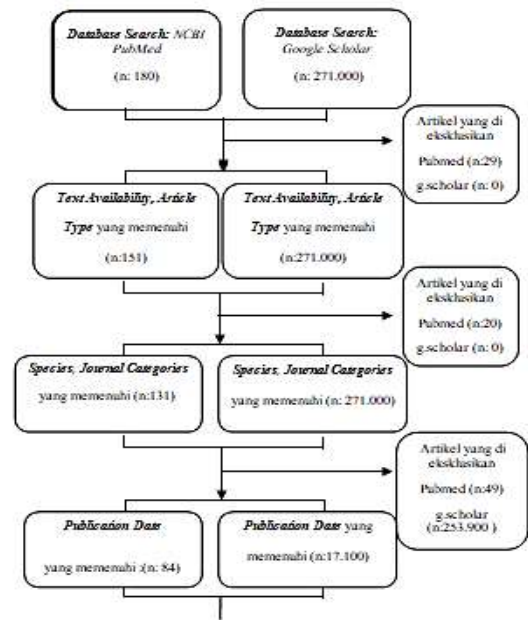 Database Search: NCBI
PubMed
(n: 180)
Database Search:
Google Scholar
(n: 271.000)
Artikel yang di
eksklusikan
Pubmed (n:29)
g.scholar (n: 0)
Text Availability, Article
Type yang memenuhi
(n:151)
Text Availability, Article
Type yang memenuhi
(n:271.000)
Artikel yang di
eksklusikan
Pubmed (n:20)
g.scholar (n: 0)
Species, Journal Categories
yang memenuhi (n:131)
Species, Journal Categories
yang memenuhi (n: 271.000)
Artikel yang di
eksklusikan
Pubmed (n:49)
g.scholar
(n:253.900 )
Publication Date
yang memenuhi :(n: 84)
Publication Date yang
memenuhi (n:17.100)